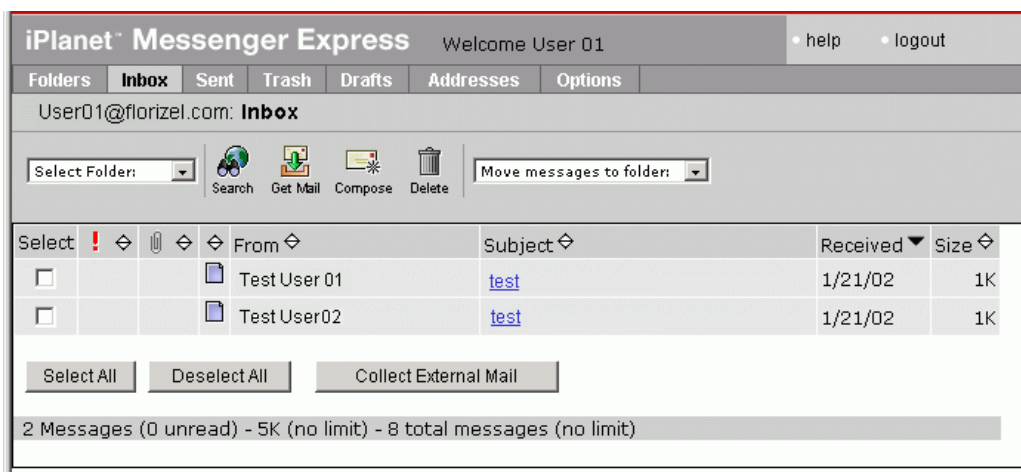 iPlanet™ Messenger Express Welcome User 01 help logout
Folders Inbox Sent Trash Drafts Addresses Options
User01@florizel.com: Inbox
Select Folder: Search Get Mail Compose Delete Move messages to folder:
Select ! From Subject Received Size
Test User 01 test 1/21/02 1K
Test User02 test 1/21/02 1K
Select All Deselect All Collect External Mail
2 Messages (0 unread) - 5K (no limit) - 8 total messages (no limit)